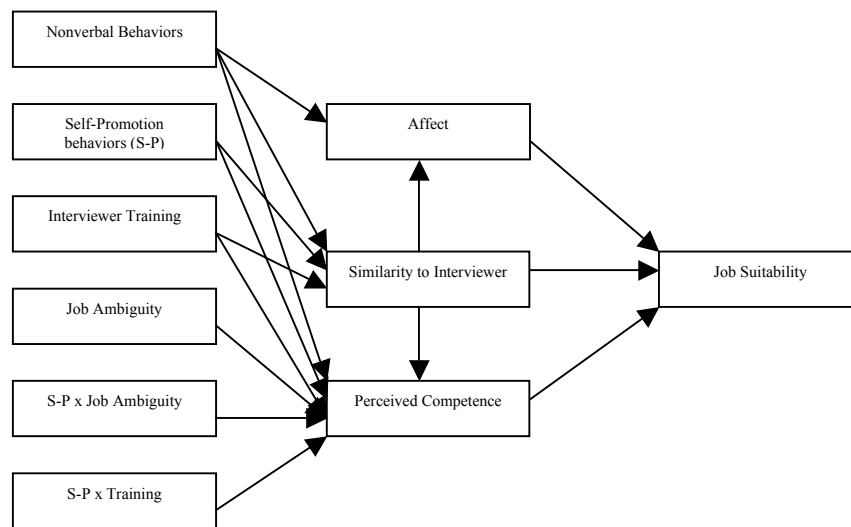 Nonverbal Behaviors
Self-Promotion
behaviors (S-P)
Affect
Interviewer Training
Similarity to Interviewer
Job Suitability
Job Ambiguity
S-P x Job Ambiguity
Perceived Competence
S-P x Training